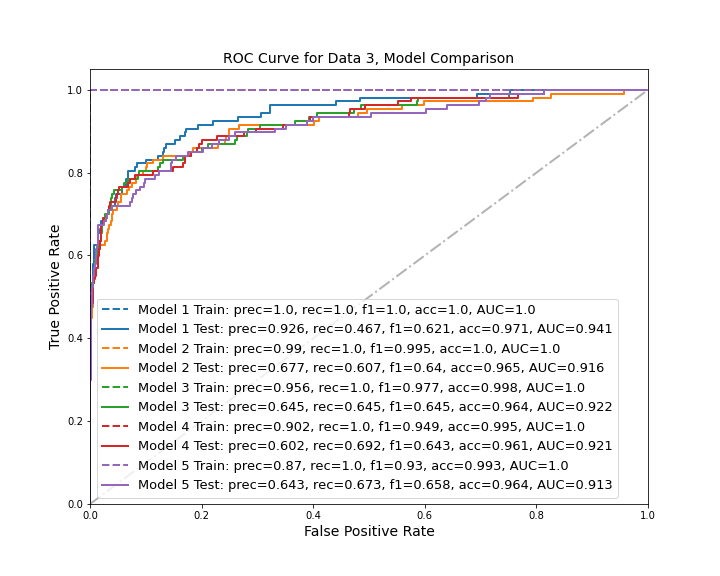 ROC Curve for Data 3, Model Comparison
True Positive Rate
1.0
0.8
0.6
0.4
0.2
0.0
Model 1 Train: prec=1.0, rec=1.0, f1=1.0, acc=1.0, AUC=1.0
Model 1 Test: prec=0.926, rec=0.467, f1=0.621, acc=0.971, AUC=0.941
Model 2 Train: prec=0.99, rec=1.0, f1=0.995, acc=1.0, AUC=1.0
Model 2 Test: prec=0.677, rec=0.607, f1=0.64, acc=0.965, AUC=0.916
Model 3 Train: prec=0.956, rec=1.0, f1=0.977, acc=0.998, AUC=1.0
Model 3 Test: prec=0.645, rec=0.645, f1=0.645, acc=0.964, AUC=0.922
Model 4 Train: prec=0.902, rec=1.0, f1=0.949, acc=0.995, AUC=1.0
Model 4 Test: prec=0.602, rec=0.692, f1=0.643, acc=0.961, AUC=0.921
Model 5 Train: prec=0.87, rec=1.0, f1=0.93, acc=0.993, AUC=1.0
Model 5 Test: prec=0.643, rec=0.673, f1=0.658, acc=0.964, AUC=0.913
0.0 0.2 0.4 0.6 0.8 1.0
False Positive Rate